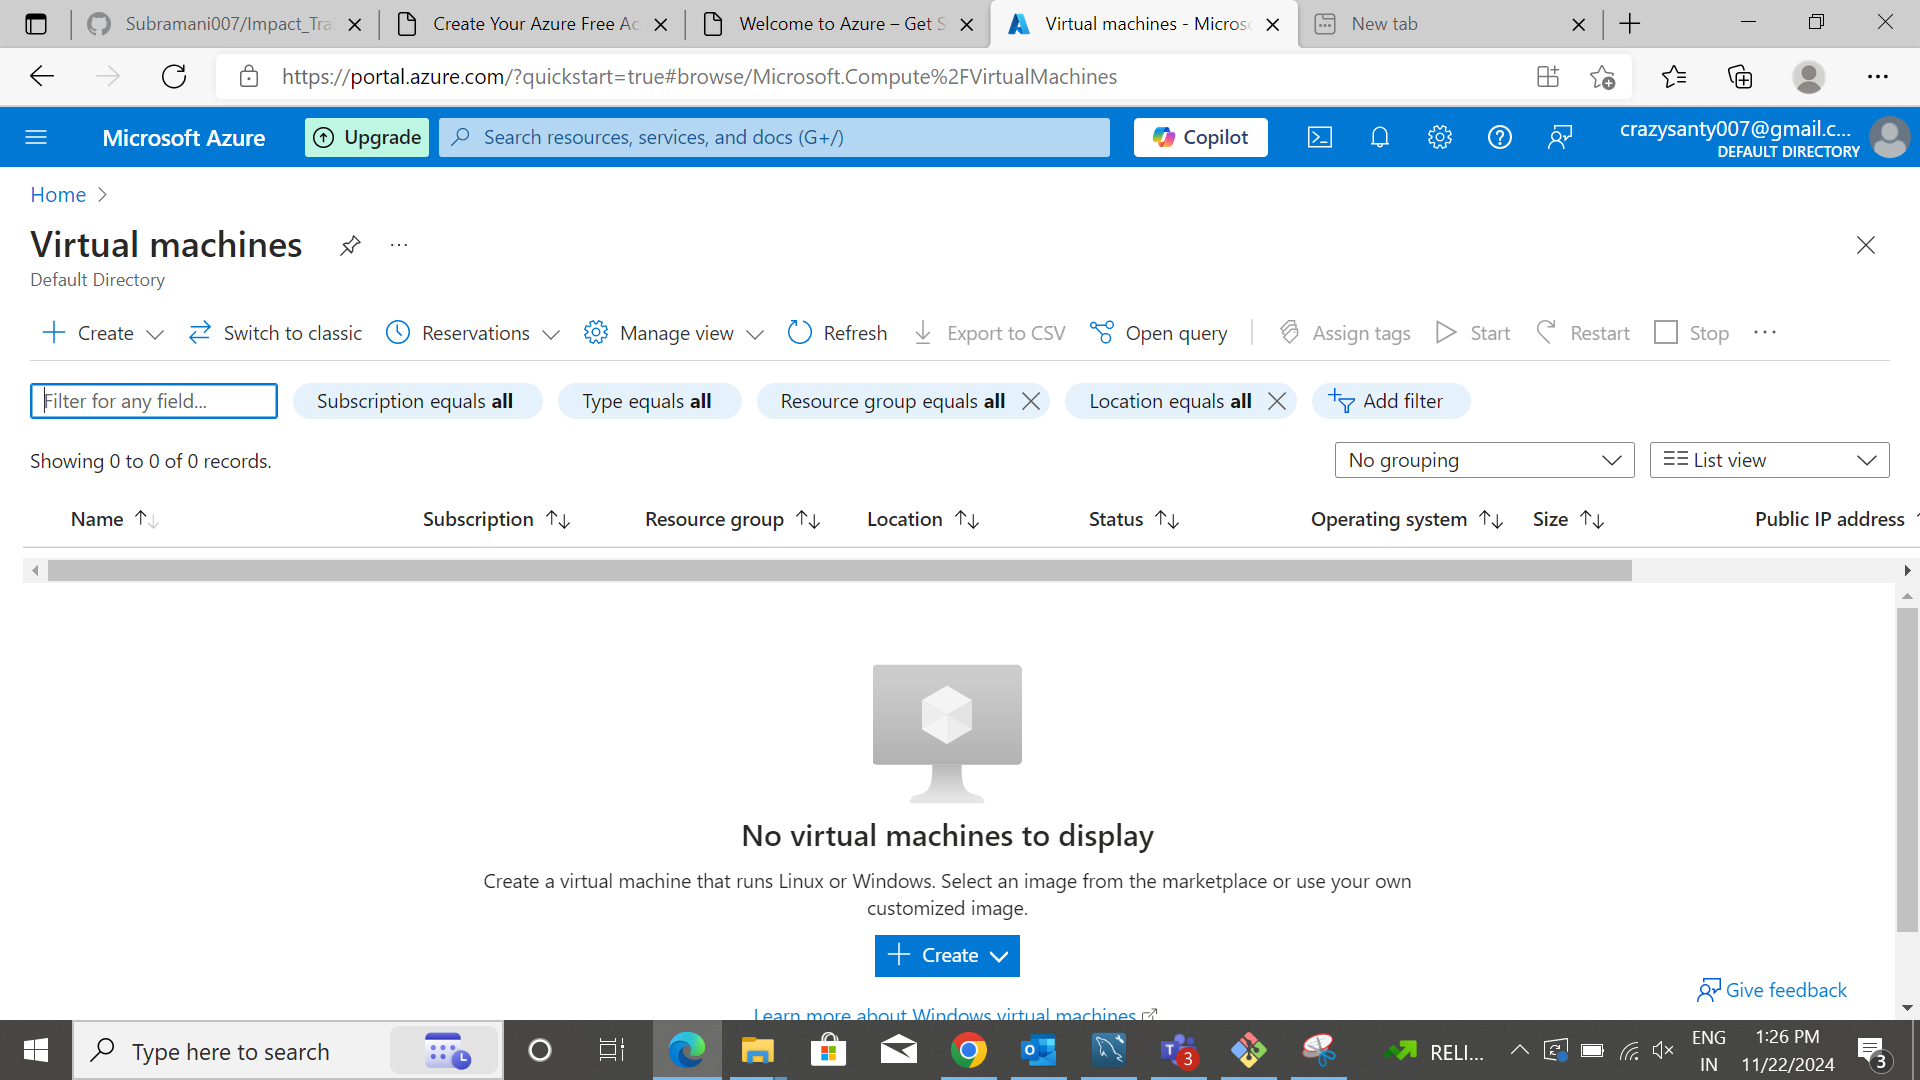 Subramani007/Impact_Tra
Create Your Azure Free Ac
Welcome to Azure – Get S
Virtual machines - Microso
New tab
https://portal.azure.com/?quickstart=true#browse/Microsoft.Compute%2FVirtualMachines
Microsoft Azure
Upgrade
Search resources, services, and docs (G+/)
Copilot
crazysanty007@gmail.c...
DEFAULT DIRECTORY
Home
Virtual machines
Default Directory
Create
Switch to classic
Reservations
Manage view
Refresh
Export to CSV
Open query
Assign tags
Start
Restart
Stop
Filter for any field...
Subscription equals all
Type equals all
Resource group equals all
Location equals all
Add filter
Showing 0 to 0 of 0 records.
No grouping
List view
Name
Subscription
Resource group
Location
Status
Operating system
Size
Public IP address
No virtual machines to display
Create a virtual machine that runs Linux or Windows. Select an image from the marketplace or use your own
customized image.
Create
Learn more about Windows virtual machines
Give feedback
Type here to search
3
RELI...
ENG
IN
1:26 PM
11/22/2024
3